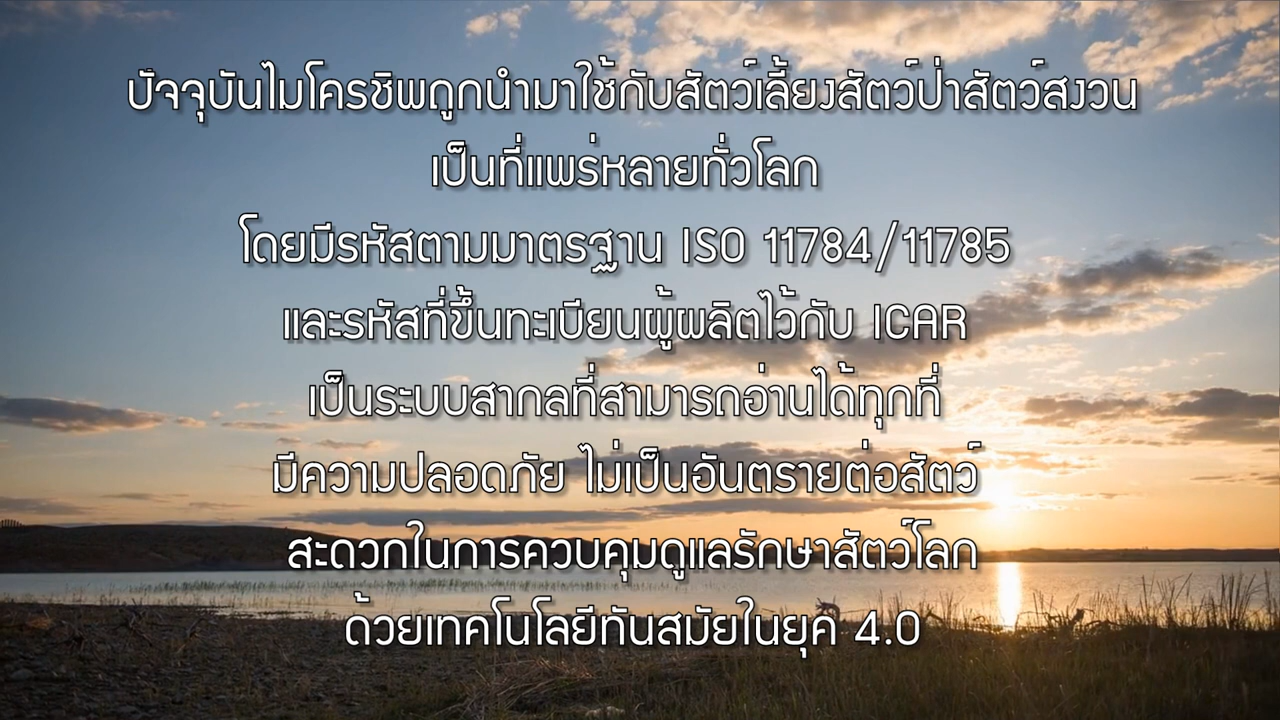 ปัจจุบันไมโครชิพถูกนำมาใช้กับสัตว์เลี้ยงสัตว์ป่าสัตว์สงวน
เป็นที่แพร่หลายทั่วโลก
โดยมีรหัสตามมาตรฐาน ISO 11784/11785
และรหัสที่ขึ้นทะเบียนผู้ผลิตไว้กับ ICAR
เป็นระบบสากลที่สามารถอ่านได้ทุกที่
มีความปลอดภัย ไม่เป็นอันตรายต่อสัตว์
สะดวกในการควบคุมดูแลรักษาสัตว์โลก
ด้วยเทคโนโลยีทันสมัยในยุค 4.0